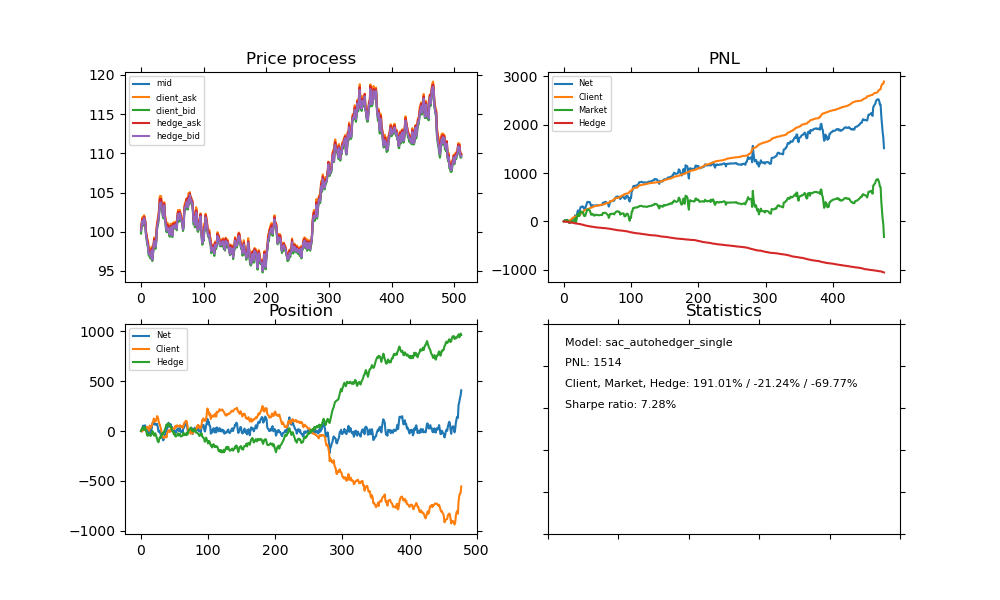 Price process
mid
client_ask
client_bid
hedge_ask
hedge_bid
120
115
110
105
100
95
0
100
200
300
400
500
PNL
Net
Client
Market
Hedge
3000
2000
1000
0
−1000
0
100
200
300
400
Position
Net
Client
Hedge
1000
500
0
−500
−1000
0
100
200
300
400
500
Statistics
Model: sac_autohedger_single
PNL: 1514
Client, Market, Hedge: 191.01% / -21.24% / -69.77%
Sharpe ratio: 7.28%